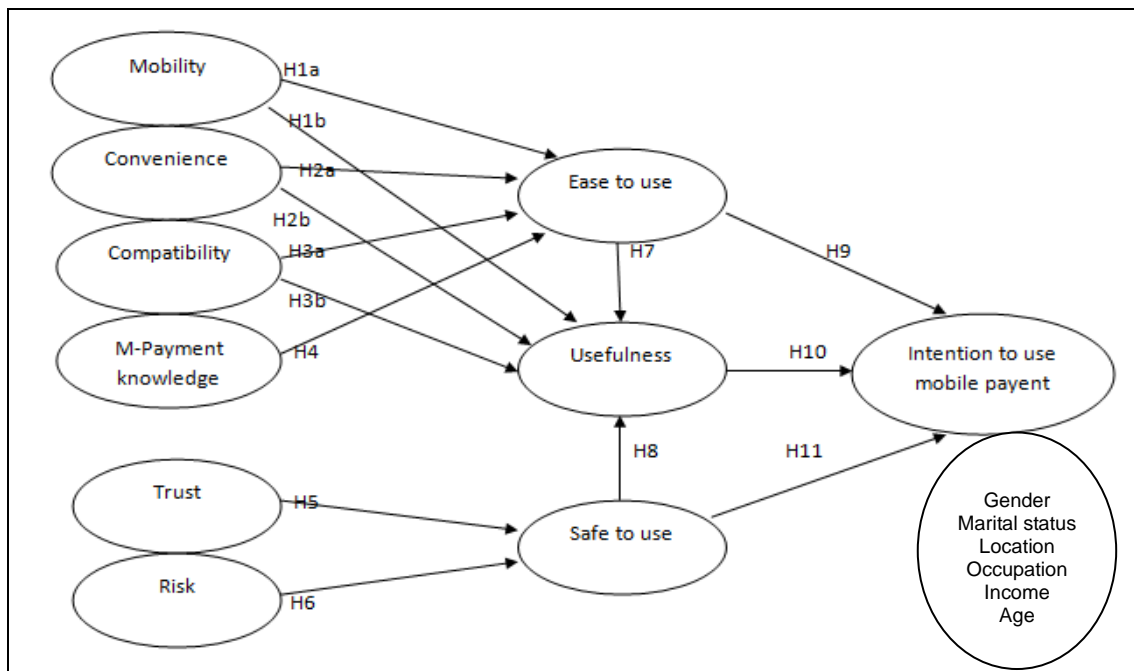 Mobility
H1a
H1b
Convenience
H2a
Ease to use
H2b
Compatibility
H3a
H7
H9
H3b
M-Payment
knowledge
H4
Usefulness
H10
Intention to use
mobile payent
H8
H11
Trust
H5
Safe to use
Risk
H6
Gender
Marital status
Location
Occupation
Income
Age